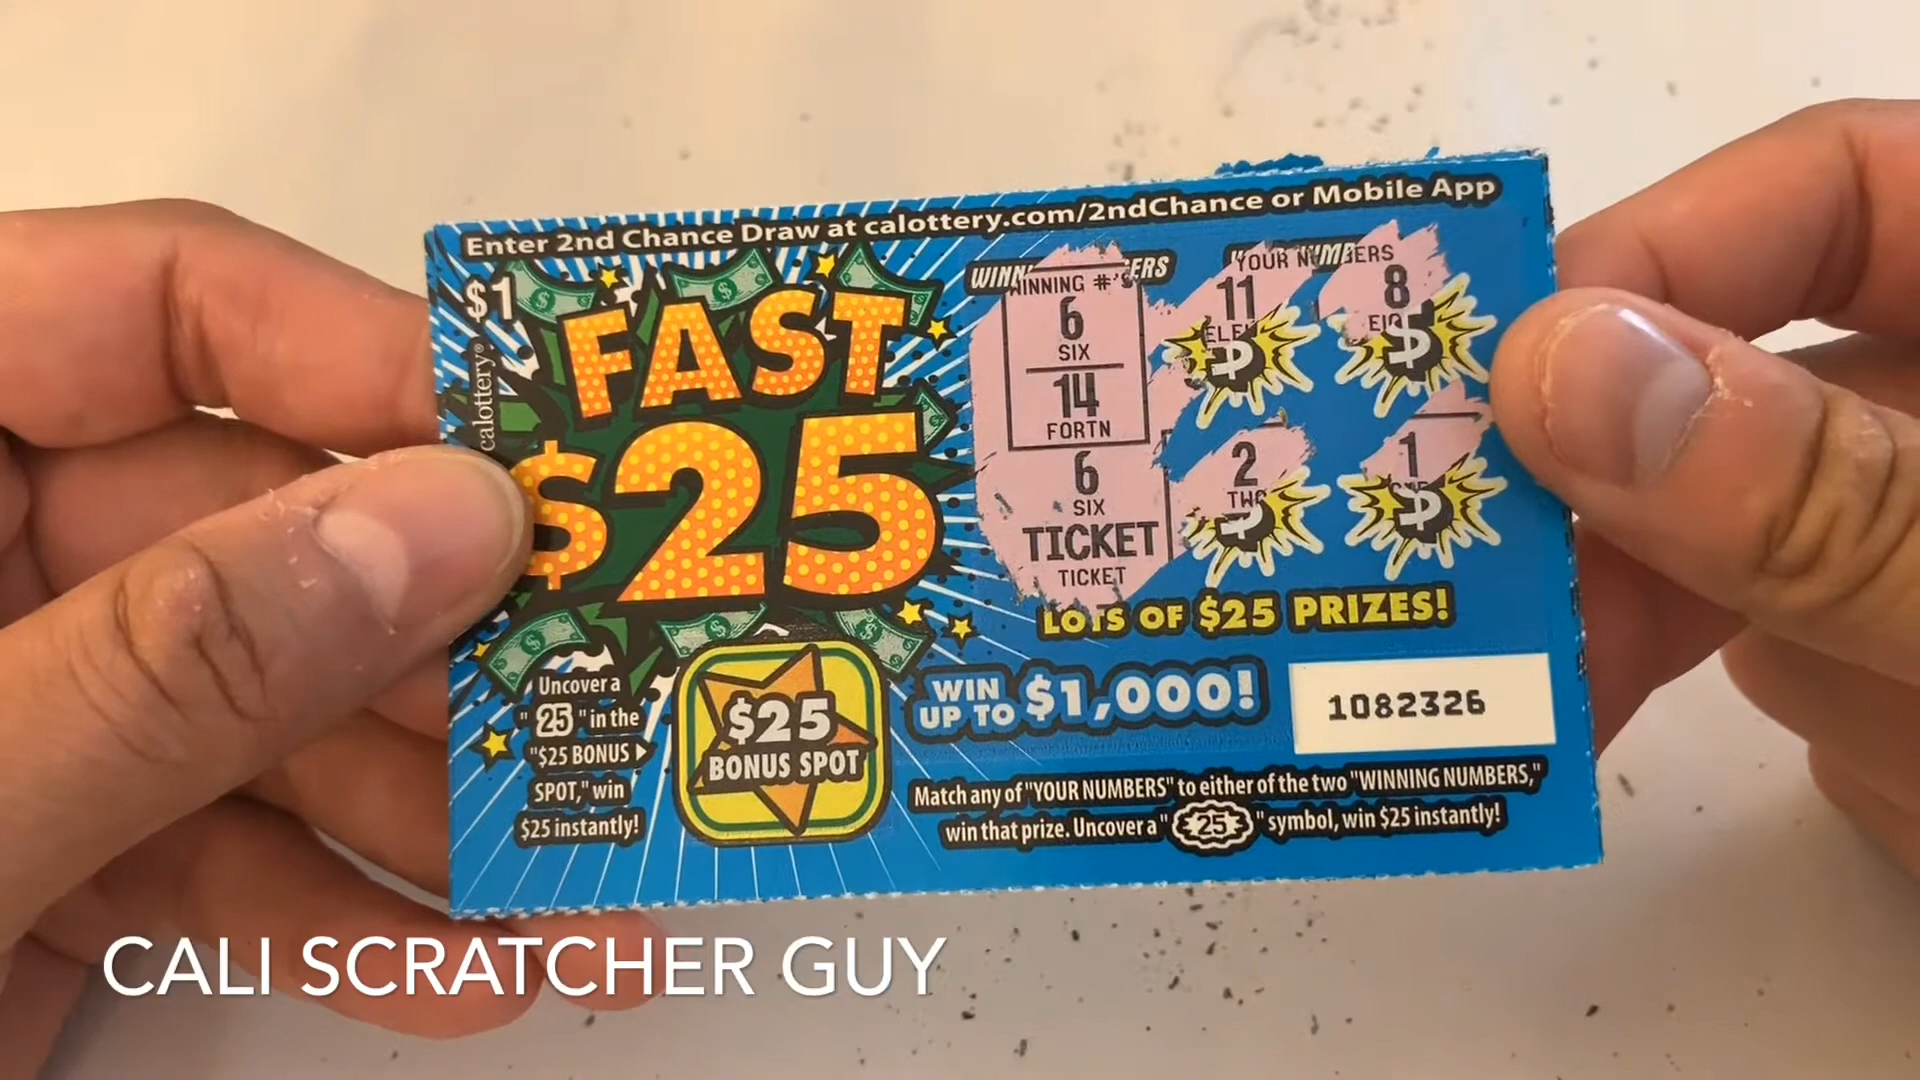 Enter 2nd Chance Draw at calottery.com/2ndChance or Mobile App
$1
calottery®
FAST
$25
WINNING #'S
6
SIX
14
FORTN
6
SIX
TICKET
TICKET
YOUR NUMBERS
11
8
2
TWO
1
LOTS OF $25 PRIZES!
WIN UP TO $1,000!
1082326
Uncover a
"25" in the
"$25 BONUS
SPOT," win
$25 instantly!
$25
BONUS SPOT
Match any of "YOUR NUMBERS" to either of the two "WINNING NUMBERS,"
win that prize. Uncover a "25" symbol, win $25 instantly!
CALI SCRATCHER GUY